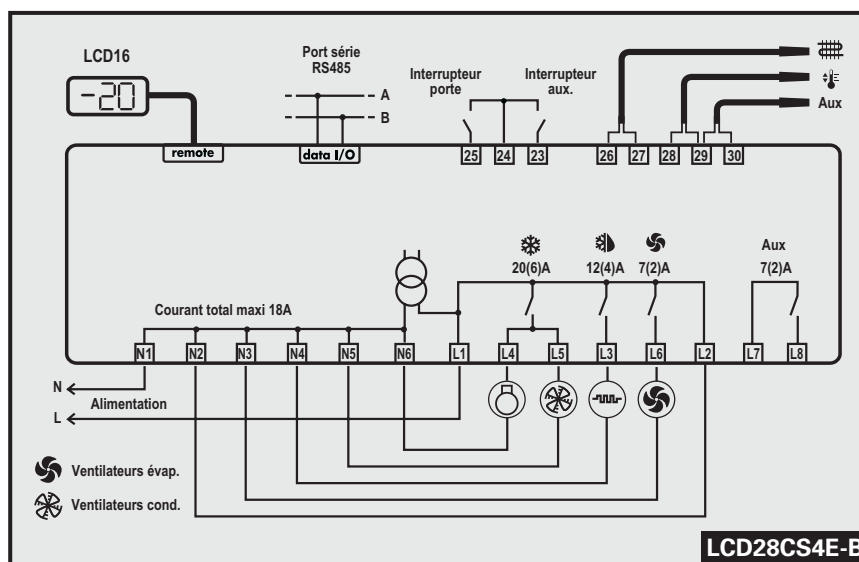 LCD16
-20
Port série
RS485
A
B
Interrupteur
porte
Interrupteur
aux.
Aux
remote
data I/O
25 24 23 26 27 28 29 30
20(6)A 12(4)A 7(2)A
Aux
7(2)A
Courant total maxi 18A
N1 N2 N3 N4 N5 N6 L1 L4 L5 L3 L6 L2 L7 L8
N
Alimentation
L
Ventilateurs évap.
Ventilateurs cond.
LCD28CS4E-B